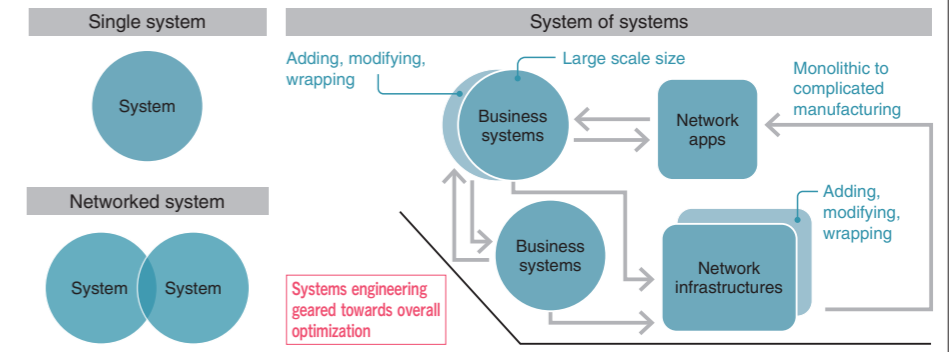 Single system
System
Networked system
System
System
System of systems
Adding, modifying,
wrapping
Large scale size
Business
systems
Network
apps
Monolithic to
complicated
manufacturing
Business
systems
Network
infrastructures
Adding,
modifying,
wrapping
Systems engineering
geared towards overall
optimization